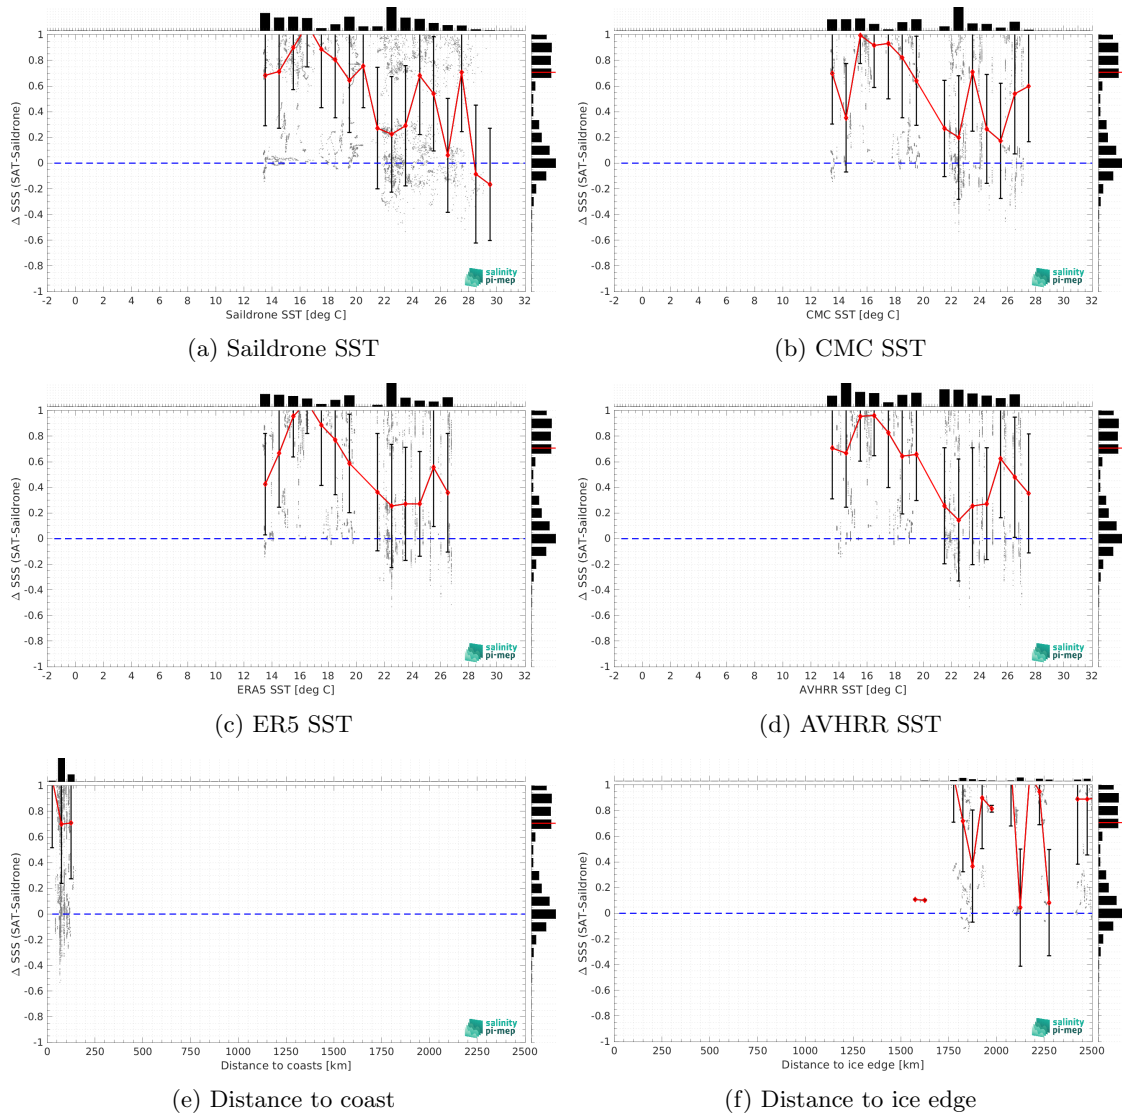 1
0.8
0.6
0.4
0.2
0
-0.2
-0.4
-0.6
-0.8
-1
Δ SSS (SAT-Saildrone)
salinity
pi-mep
-2 0 2 4 6 8 10 12 14 16 18 20 22 24 26 28 30 32
Saildrone SST [deg C]
(a) Saildrone SST
1
0.8
0.6
0.4
0.2
0
-0.2
-0.4
-0.6
-0.8
-1
Δ SSS (SAT-Saildrone)
salinity
pi-mep
-2 0 2 4 6 8 10 12 14 16 18 20 22 24 26 28 30 32
CMC SST [deg C]
(b) CMC SST
1
0.8
0.6
0.4
0.2
0
-0.2
-0.4
-0.6
-0.8
-1
Δ SSS (SAT-Saildrone)
salinity
pi-mep
-2 0 2 4 6 8 10 12 14 16 18 20 22 24 26 28 30 32
ERA5 SST [deg C]
(c) ER5 SST
1
0.8
0.6
0.4
0.2
0
-0.2
-0.4
-0.6
-0.8
-1
Δ SSS (SAT-Saildrone)
salinity
pi-mep
-2 0 2 4 6 8 10 12 14 16 18 20 22 24 26 28 30 32
AVHRR SST [deg C]
(d) AVHRR SST
1
0.8
0.6
0.4
0.2
0
-0.2
-0.4
-0.6
-0.8
-1
Δ SSS (SAT-Saildrone)
salinity
pi-mep
0 250 500 750 1000 1250 1500 1750 2000 2250 2500
Distance to coasts [km]
(e) Distance to coast
1
0.8
0.6
0.4
0.2
0
-0.2
-0.4
-0.6
-0.8
-1
Δ SSS (SAT-Saildrone)
salinity
pi-mep
0 250 500 750 1000 1250 1500 1750 2000 2250 2500
Distance to ice edge [km]
(f) Distance to ice edge